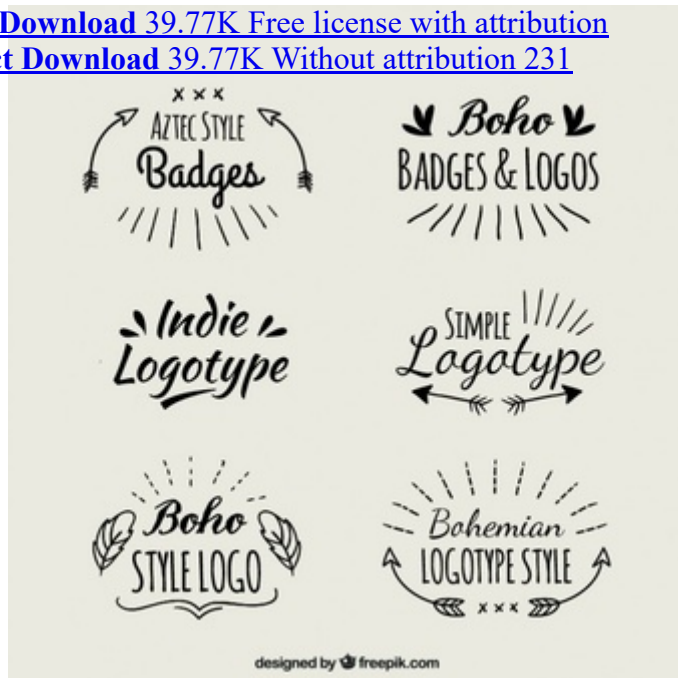 Download 39.77K Free license with attribution
t Download 39.77K Without attribution 231
x x x
AZTEC STYLE
Badges
Boho
BADGES & LOGOS
Indie
Logotype
SIMPLE
Logotype
Boho
STYLE LOGO
Bohemian
LOGOTYPE STYLE
x x x
designed by freepik.com